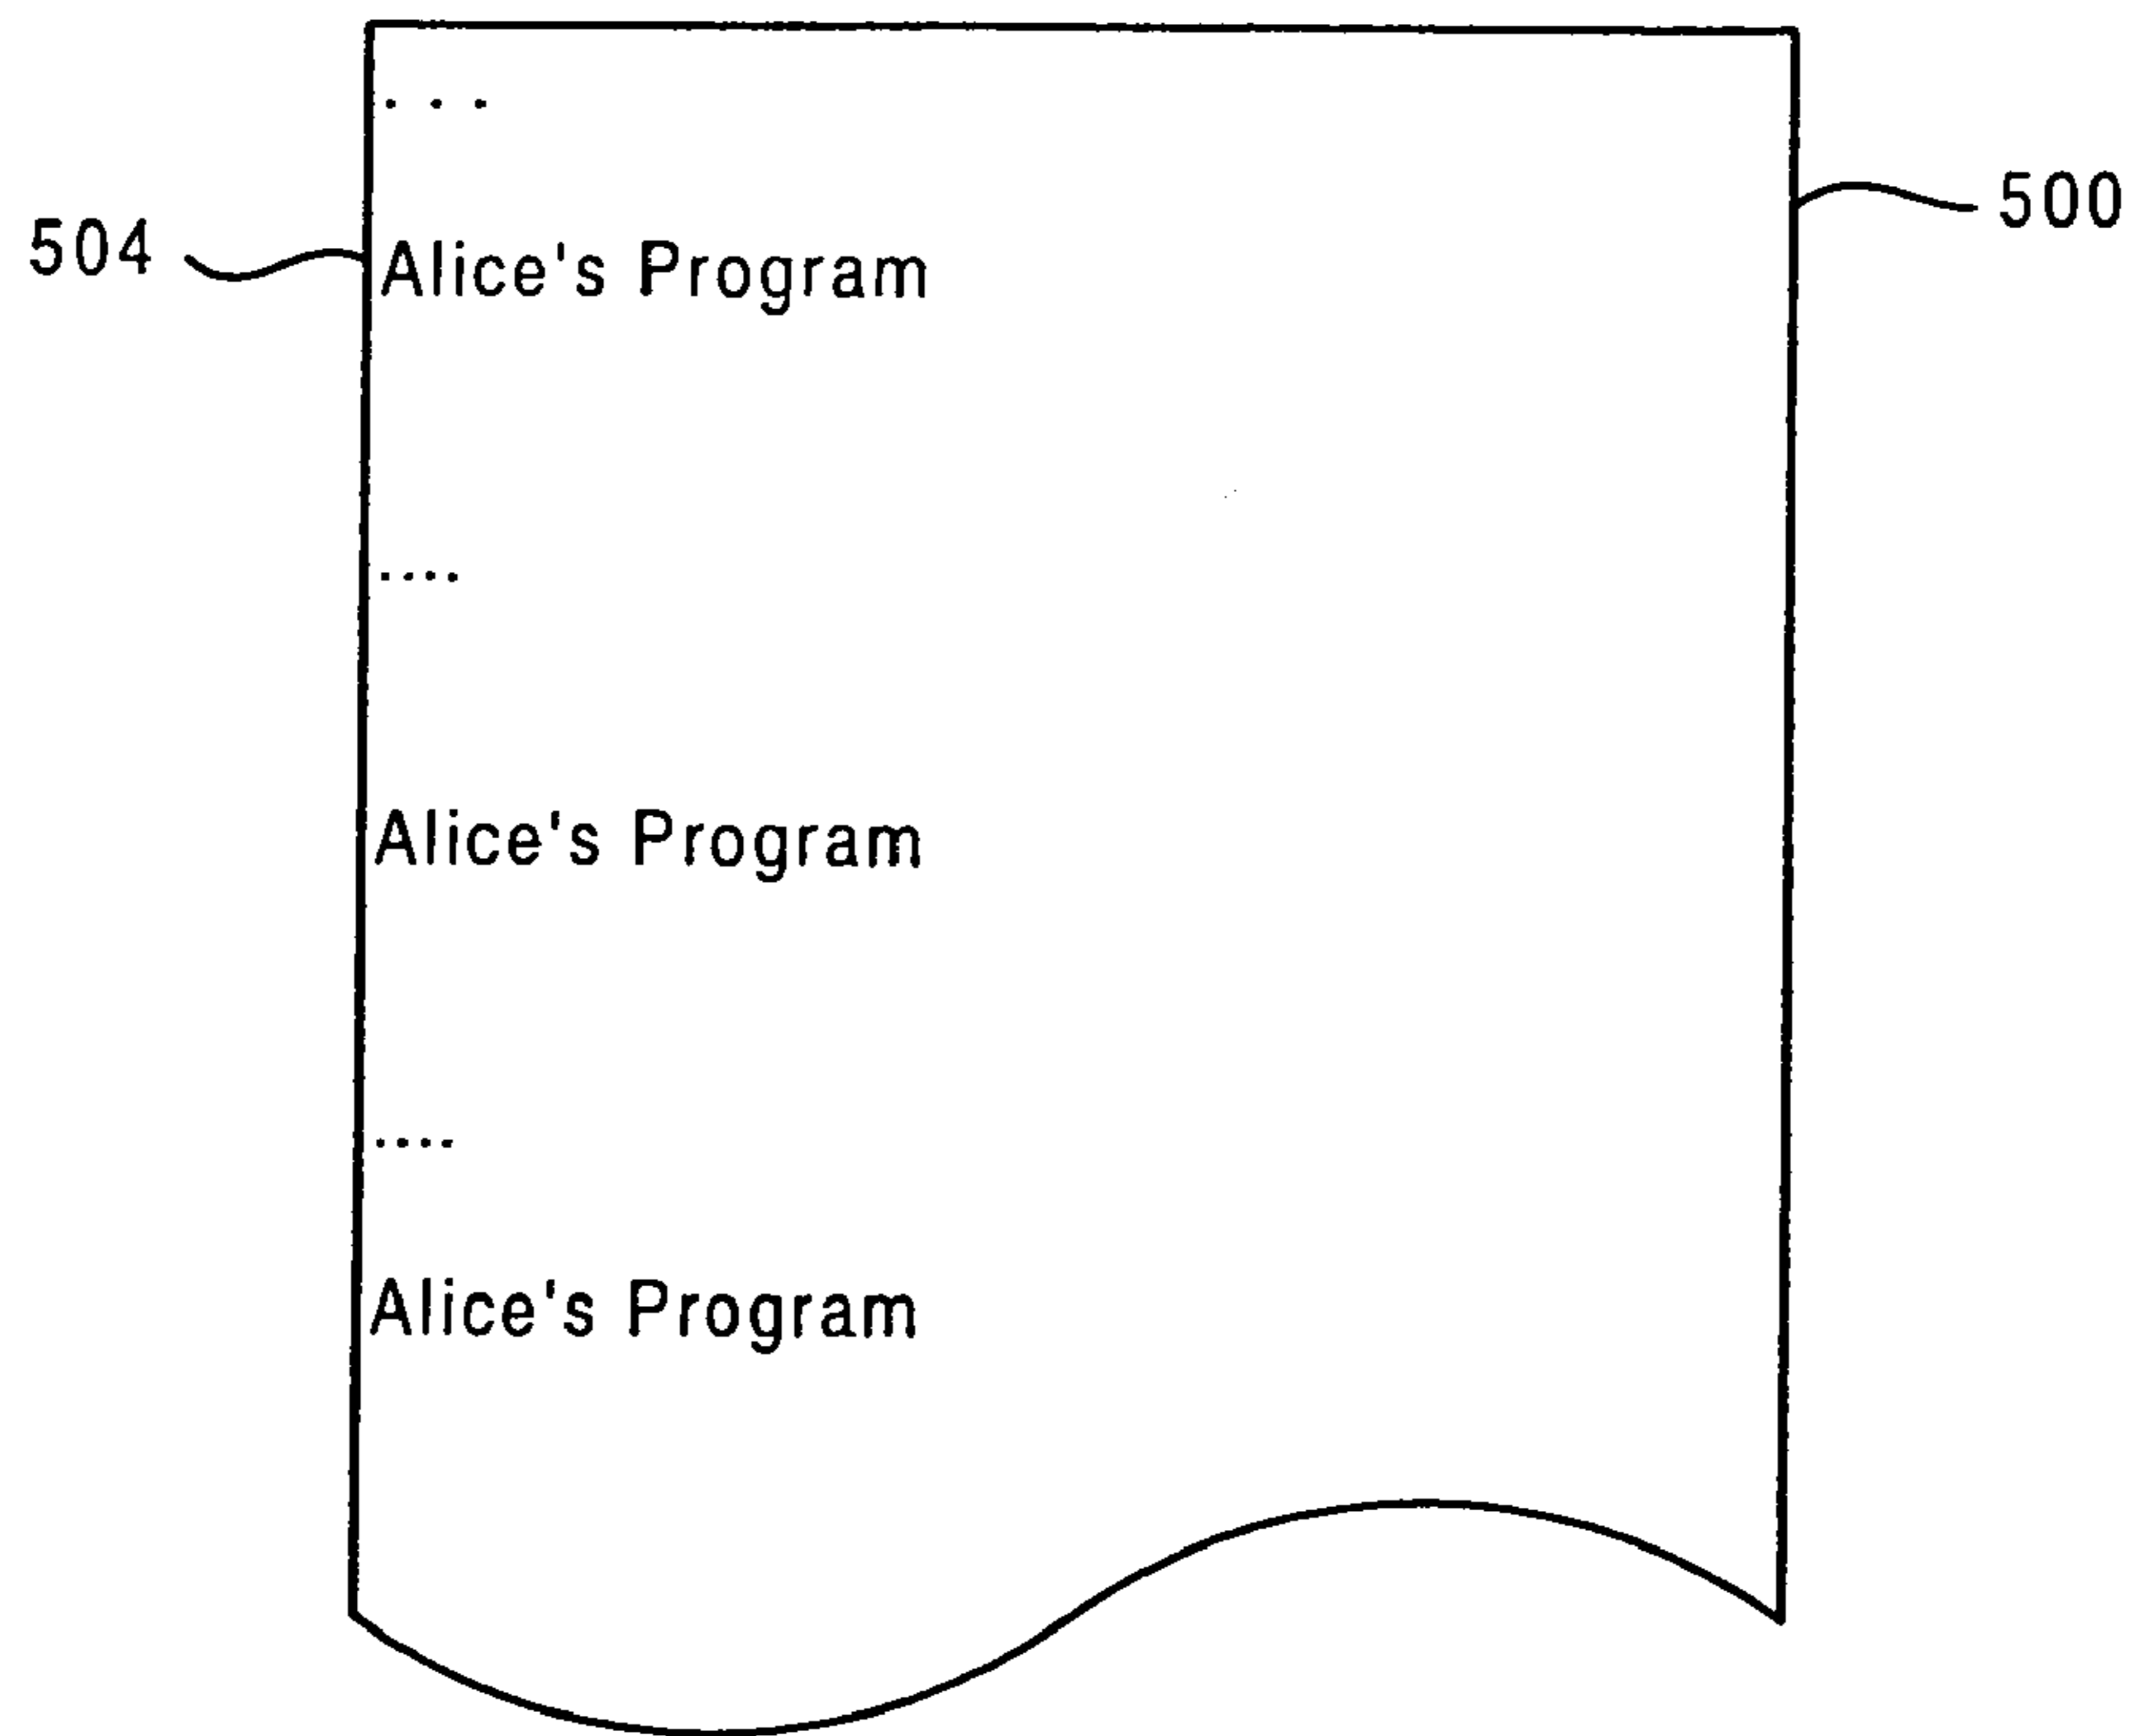 . . .
500
504
Alice's Program
....
Alice's Program
....
Alice's Program